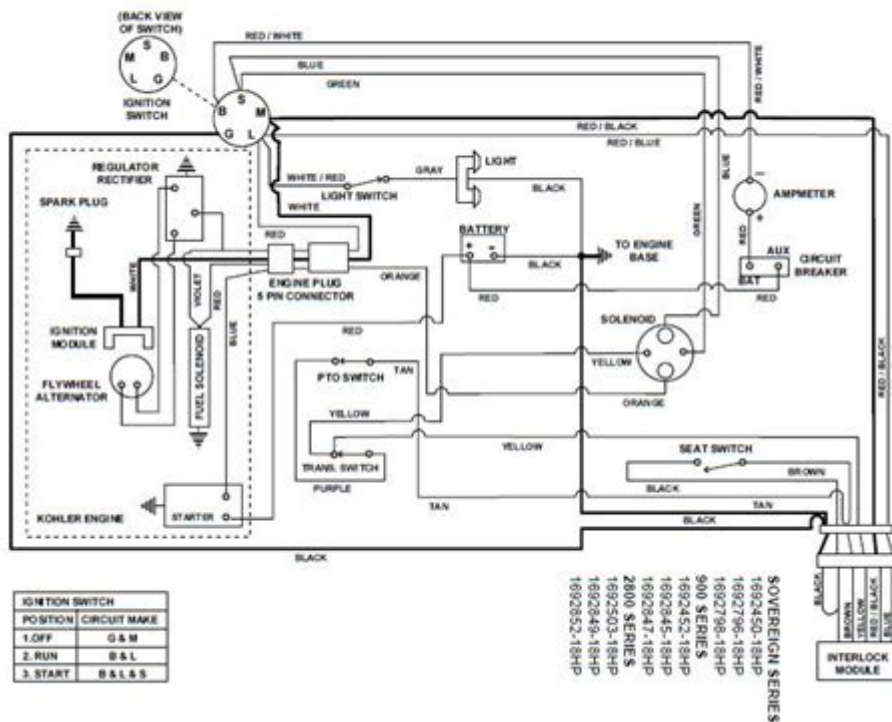 (BACK VIEW
OF SWITCH)
S
M
B
L
G
IGNITION
SWITCH
RED / WHITE
BLUE
GREEN
RED / WHITE
B
S
M
G
L
RED / BLACK
RED / BLUE
BLUE
REGULATOR
RECTIFIER
SPARK PLUG
WHITE / RED
LIGHT SWITCH
GRAY
LIGHT
BLACK
WHITE
RED
GREEN
−
AMPMETER
+
RED
BATTERY
+
-
BLACK
TO ENGINE
BASE
AUX
BAT
CIRCUIT
BREAKER
RED
RED
WHITE
VIOLET
RED
BLUE
ENGINE PLUG
5 PIN CONNECTOR
ORANGE
RED
SOLENOID
YELLOW
ORANGE
IGNITION
MODULE
FLYWHEEL
ALTERNATOR
FUEL SOLENOID
PTO SWITCH
TAN
YELLOW
YELLOW
TRANS. SWITCH
PURPLE
SEAT SWITCH
BROWN
BLACK
RED / BLACK
KOHLER ENGINE
STARTER
TAN
TAN
BLACK
BLACK
IGNITION SWITCH
POSITION CIRCUIT MAKE
1.OFF G & M
2. RUN B & L
3. START B & L & S
SOVEREIGN SERIES
1692450-18HP
1692796-18HP
1692798-18HP
900 SERIES
1692452-18HP
1692845-18HP
1692847-18HP
2800 SERIES
1692503-18HP
1692849-18HP
1692852-18HP
BLACK
BROWN
YELLOW
RED / BLACK
BLUE
INTERLOCK
MODULE